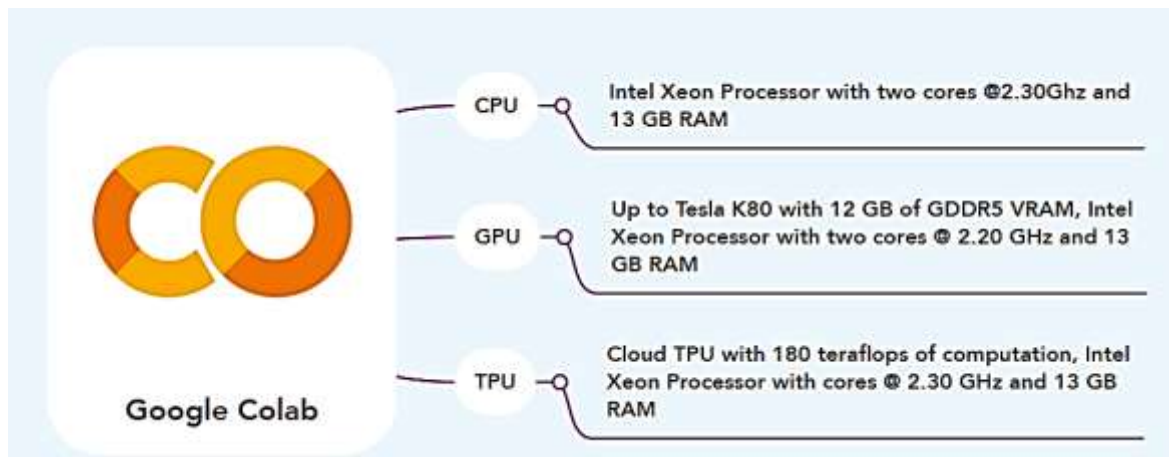 CPU
Intel Xeon Processor with two cores @2.30Ghz and
13 GB RAM
GPU
Up to Tesla K80 with 12 GB of GDDR5 VRAM, Intel
Xeon Processor with two cores @ 2.20 GHz and 13
GB RAM
TPU
Cloud TPU with 180 teraflops of computation, Intel
Xeon Processor with cores @ 2.30 GHz and 13 GB
RAM
Google Colab